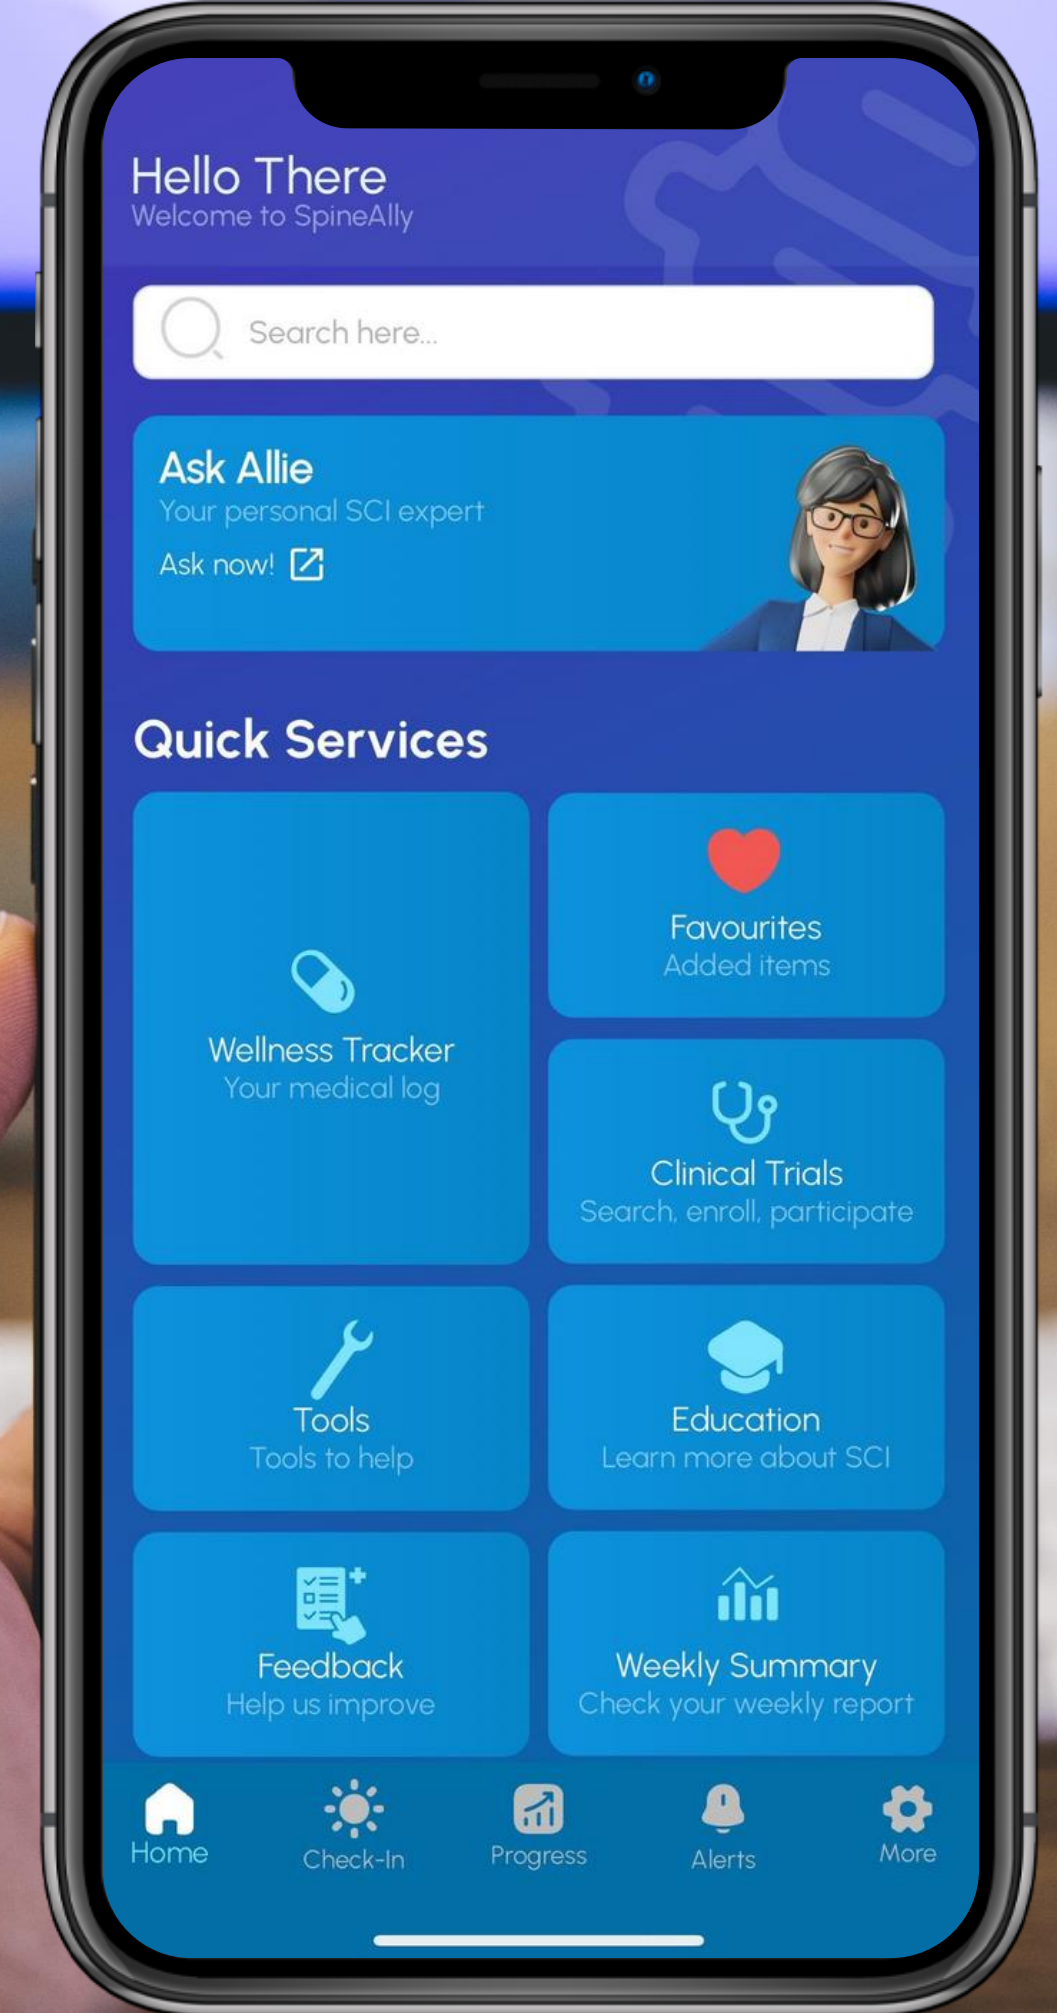 Hello There
Welcome to SpineAlly
Search here...
Ask Allie
Your personal SCI expert
Ask now!
Quick Services
Wellness Tracker
Your medical log
Favourites
Added items
Clinical Trials
Search, enroll, participate
Tools
Tools to help
Education
Learn more about SCI
Feedback
Help us improve
Weekly Summary
Check your weekly report
Home
Check-In
Progress
Alerts
More